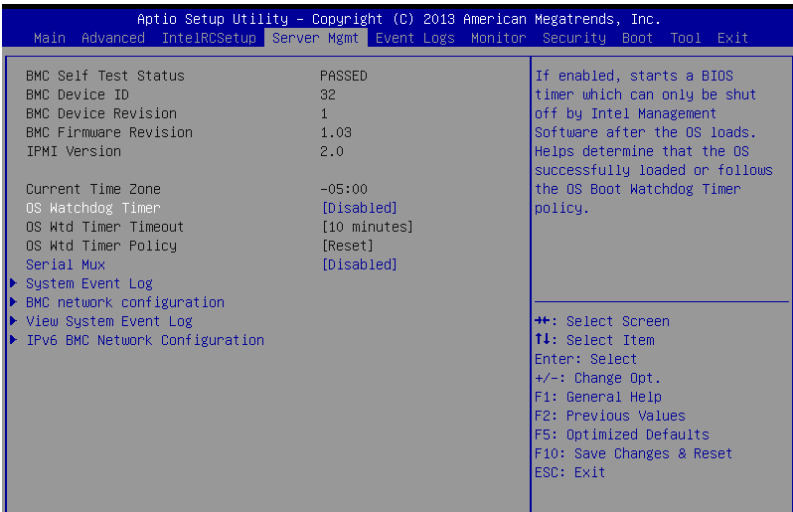 Aptio Setup Utility – Copyright (C) 2013 American Megatrends, Inc.
Main Advanced IntelRCSetup Server Mgmt Event Logs Monitor Security Boot Tool Exit
BMC Self Test Status PASSED
BMC Device ID 32
BMC Device Revision 1
BMC Firmware Revision 1.03
IPMI Version 2.0
Current Time Zone -05:00
OS Watchdog Timer [Disabled]
OS Wtd Timer Timeout [10 minutes]
OS Wtd Timer Policy [Reset]
Serial Mux [Disabled]
System Event Log
BMC network configuration
View System Event Log
IPv6 BMC Network Configuration
If enabled, starts a BIOS
timer which can only be shut
off by Intel Management
Software after the OS loads.
Helps determine that the OS
successfully loaded or follows
the OS Boot Watchdog Timer
policy.
→←: Select Screen
↑↓: Select Item
Enter: Select
+/-: Change Opt.
F1: General Help
F2: Previous Values
F5: Optimized Defaults
F10: Save Changes & Reset
ESC: Exit